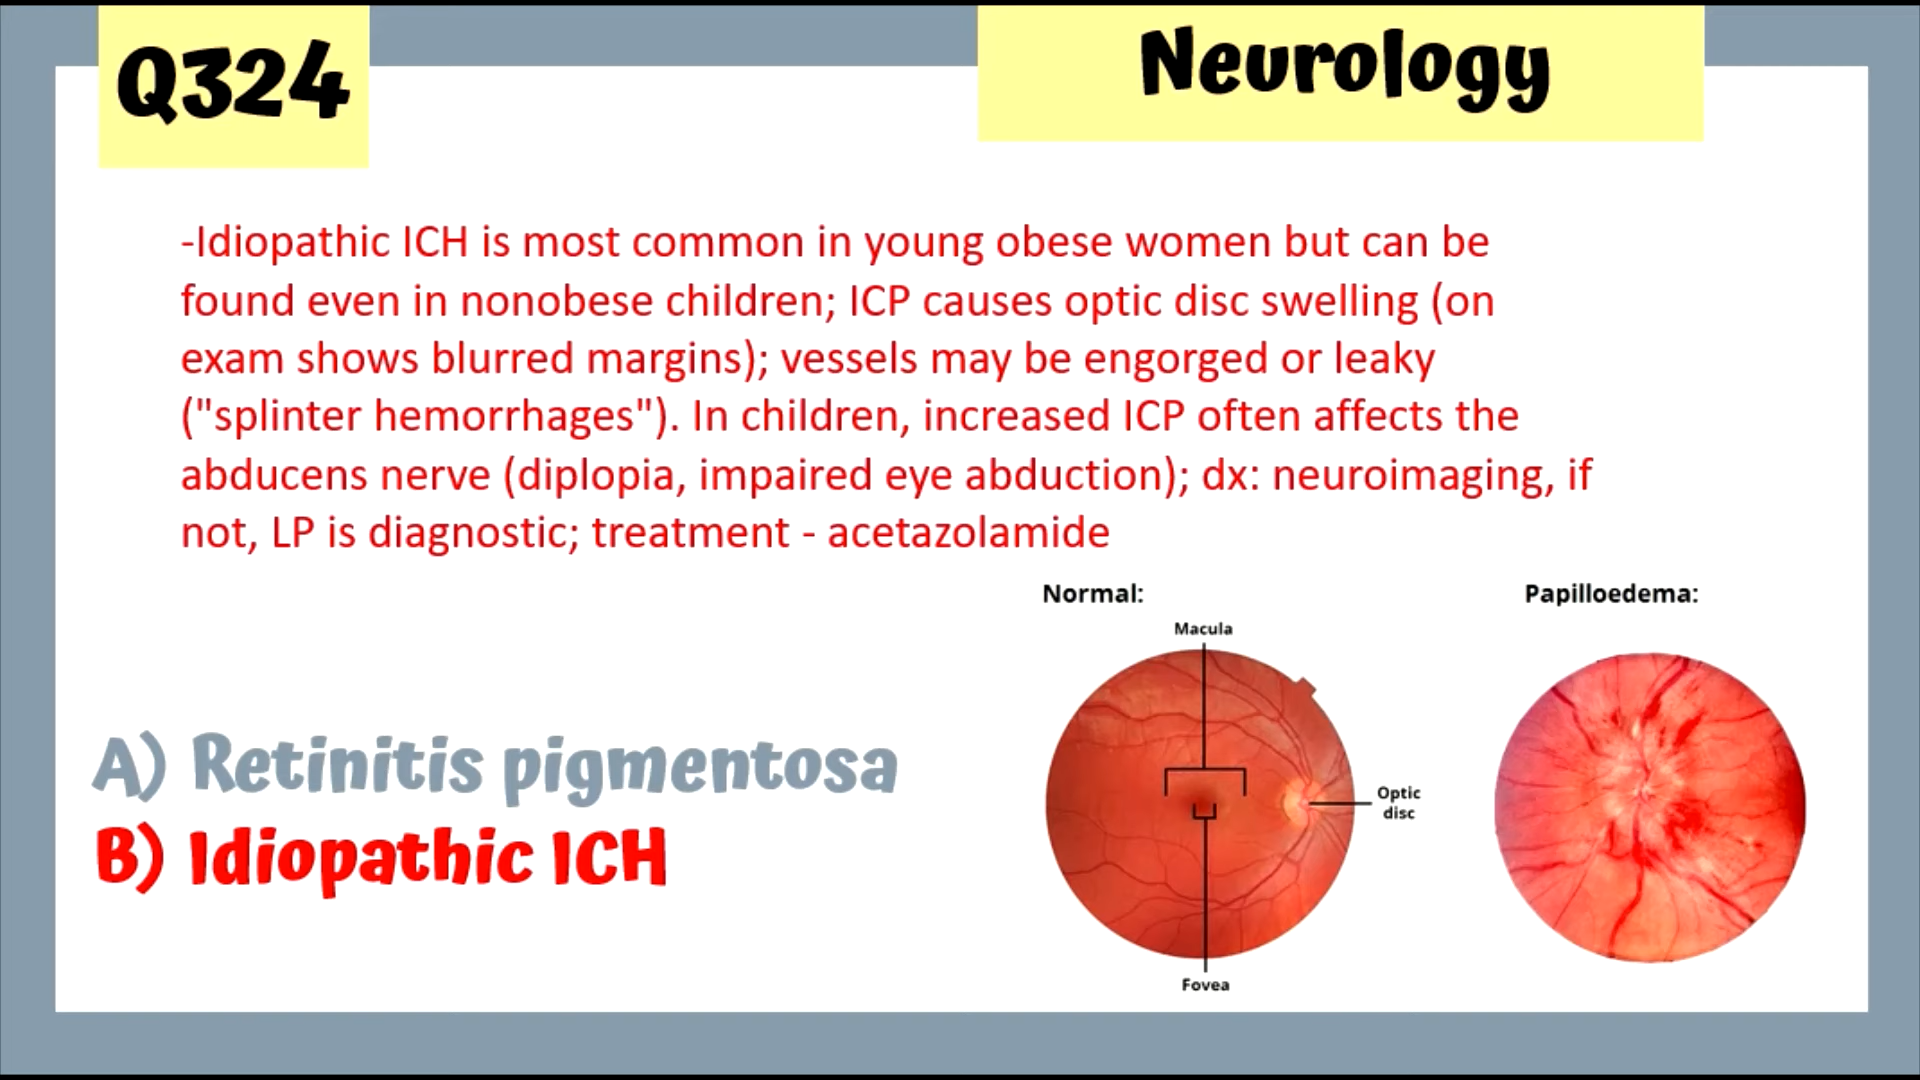 Q324
Neurology
-Idiopathic ICH is most common in young obese women but can be
found even in nonobese children; ICP causes optic disc swelling (on
exam shows blurred margins); vessels may be engorged or leaky
("splinter hemorrhages"). In children, increased ICP often affects the
abducens nerve (diplopia, impaired eye abduction); dx: neuroimaging, if
not, LP is diagnostic; treatment - acetazolamide
Normal:
Papilloedema:
Macula
Optic
disc
Fovea
A) Retinitis pigmentosa
B) Idiopathic ICH